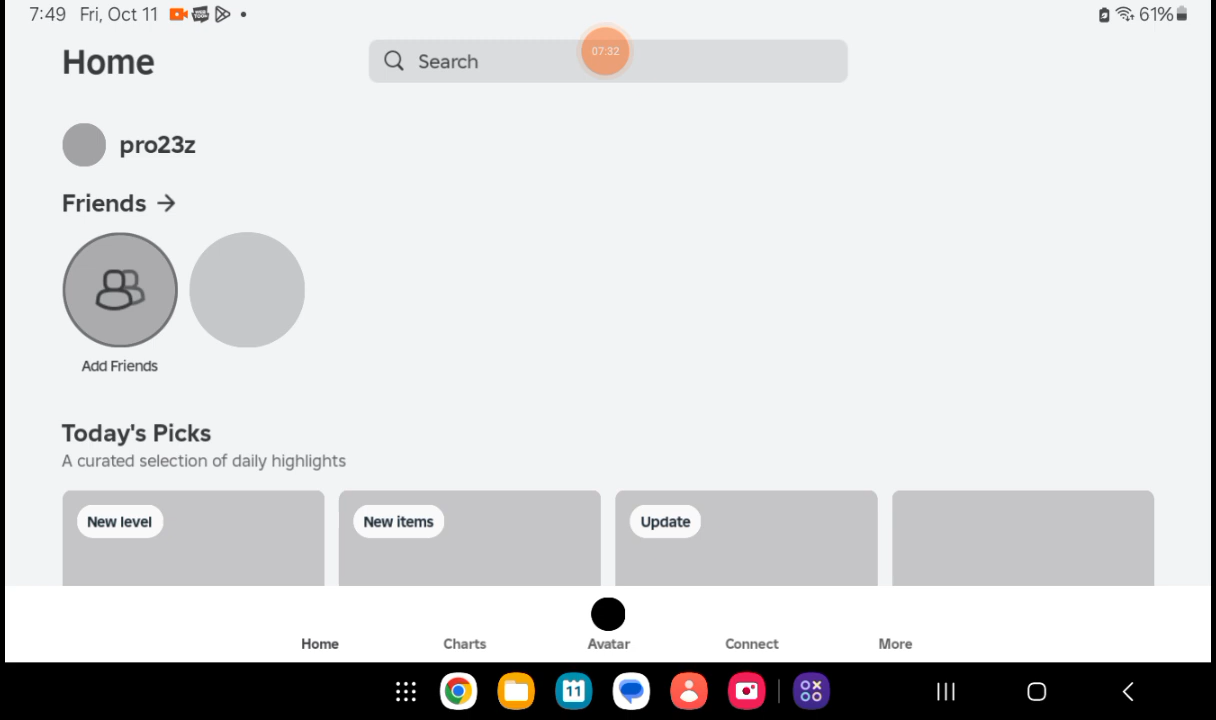 7:49 Fri, Oct 11
61%
Home
Search
07:32
pro23z
Friends
Add Friends
Today's Picks
A curated selection of daily highlights
New level
New items
Update
Home
Charts
Avatar
Connect
More
11